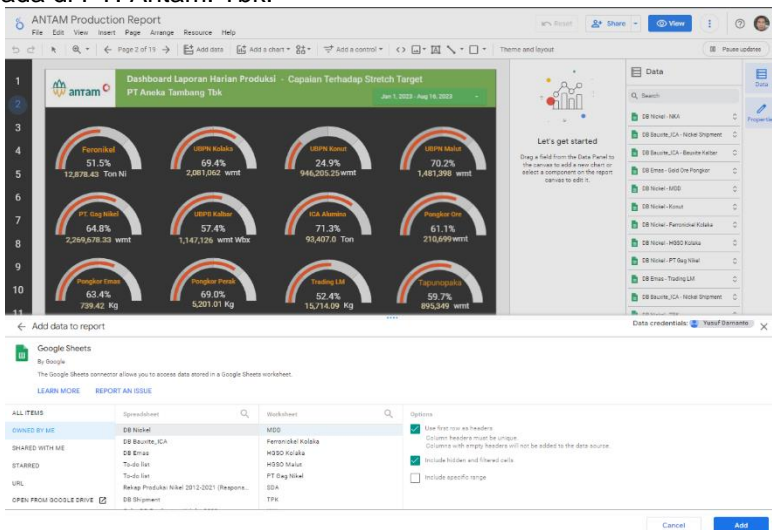 ada di PT. Antam. Tbk.
ANTAM Production Report
File Edit View Insert Page Arrange Resource Help
Reset Share View
Page 2 of 19 Add data Add a chart Add a control Theme and layout Pause updates
1
2
3
4
5
6
7
8
9
10
11
antam
Dashboard Laporan Harian Produksi - Capaian Terhadap Stretch Target
PT Aneka Tambang Tbk
Jan 1, 2023 - Aug 16, 2023
Feronikel
51.5%
12,878.43 Ton Ni
UBPN Kolaka
69.4%
2,081,062 wmt
UBPN Konut
24.9%
946,205.25 wmt
UBPN Malut
70.2%
1,481,398 wmt
PT. Gag Nikel
64.8%
2,269,678.33 wmt
UBPB Kalbar
57.4%
1,147,126 wmt Wbx
ICA Alumina
71.3%
93,407.0 Ton
Pongkor Ore
61.1%
210,699 wmt
Pongkor Emas
63.4%
739.42 Kg
Pongkor Perak
69.0%
5,201.01 Kg
Trading LM
52.4%
15,714.09 Kg
Tapunopaka
59.7%
895,349 wmt
Let's get started
Drag a field from the Data Panel to
the canvas to add a new chart or
select a component on the report
canvas to edit it.
Data
Search
DB Nickel - NKA
DB Bauxite_ICA - Nickel Shipment
DB Bauxite_ICA - Bauxite Kalbar
DB Emas - Gold Ore Pongkor
DB Nickel - MDD
DB Nickel - Konut
DB Nickel - Ferronickel Kolaka
DB Nickel - HGSO Kolaka
DB Nickel - PT Gag Nikel
DB Emas - Trading LM
DB Bauxite_ICA - Nickel Shipment
Data
Properties
Add data to report
Data credentials: Yusuf Damante
Google Sheets
By Google
The Google Sheets connector allows you to access data stored in a Google Sheets worksheet.
LEARN MORE REPORT AN ISSUE
ALL ITEMS
OWNED BY ME
SHARED WITH ME
STARRED
URL
OPEN FROM GOOGLE DRIVE
Spreadsheet
DB Nickel
DB Bauxite_ICA
DB Emas
To-do list
To-do list
Rekap Produksi Nikel 2012-2021 (Respons...
DB Shipment
Worksheet
MDD
Ferronickel Kolaka
HGSO Kolaka
HGSO Malut
PT Gag Nikel
SDA
TPK
Options
Use first row as headers
Column headers must be unique.
Columns with empty headers will not be added to the data source.
Include hidden and filtered cells
Include specific range
Cancel Add